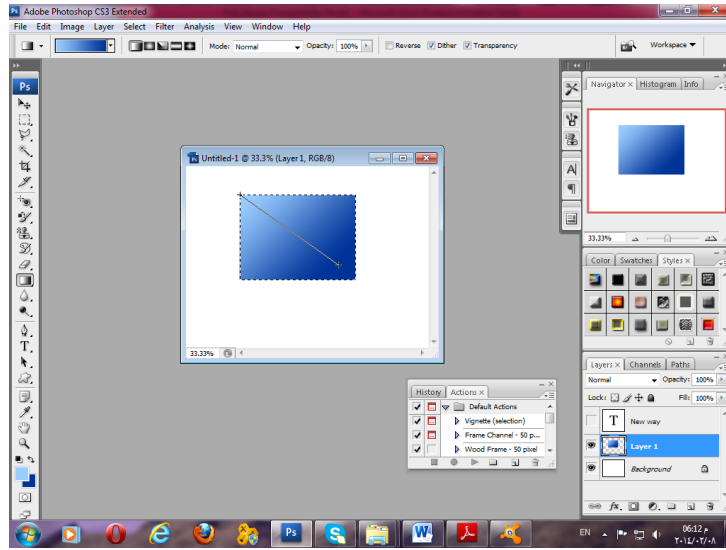 Adobe Photoshop CS3 Extended
File Edit Image Layer Select Filter Analysis View Window Help
Mode: Normal Opacity: 100% Reverse Dither Transparency Workspace
Ps
Navigator × Histogram Info
Untitled-1 @ 33.3% (Layer 1, RGB/8)
33.33%
33.33%
Color Swatches Styles ×
Layers × Channels Paths
Normal Opacity: 100%
Lock: Fill: 100%
T New way
Layer 1
Background
History Actions ×
Default Actions
Vignette (selection)
Frame Channel - 50 p...
Wood Frame - 50 pixel
Ps
EN
06:12 م
٢٠١٤/٠٢/٠٨